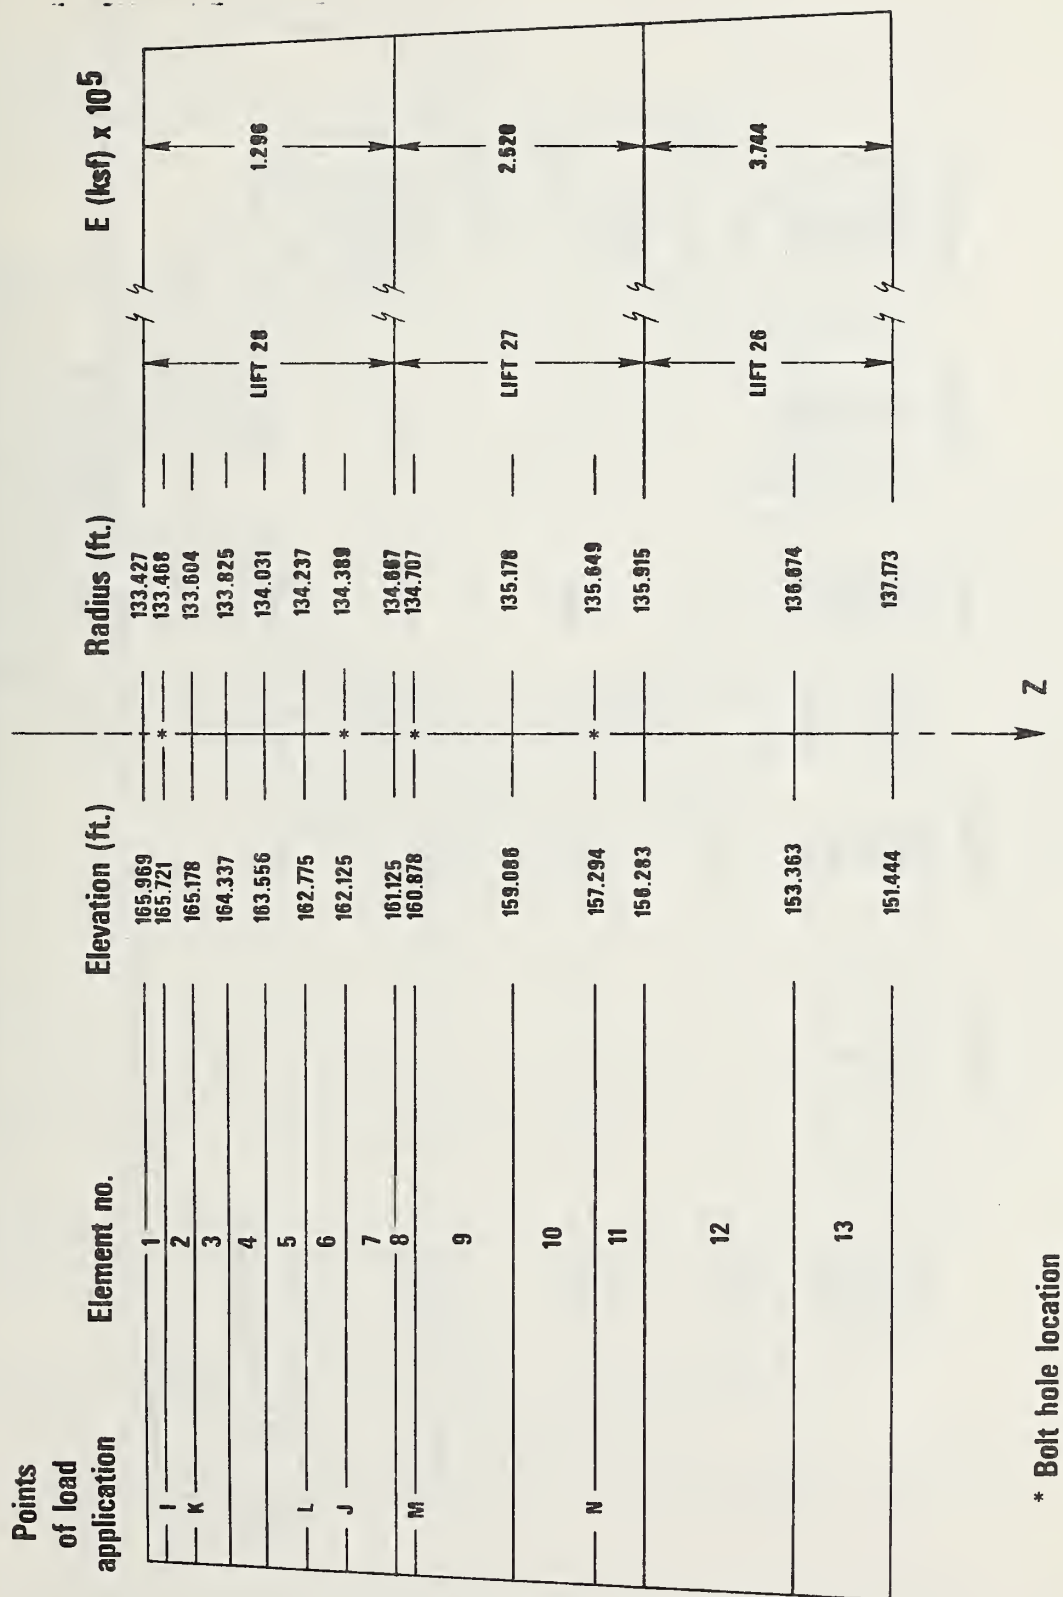 Points
of load
application
Element no.
Elevation (ft.)
Radius (ft.)
E (ksf) x 10⁵
1
165.969
133.427
I
165.721
*
133.468
2
K
165.178
133.604
3
164.337
133.825
LIFT 28
1.296
4
163.556
134.031
5
L
162.775
134.237
6
J
162.125
*
134.389
7
161.125
134.667
8
M
160.878
*
134.707
9
159.086
135.178
LIFT 27
2.520
10
N
157.294
*
135.649
11
156.283
135.915
12
153.363
136.674
LIFT 26
3.744
13
151.444
137.173
Z
* Bolt hole location